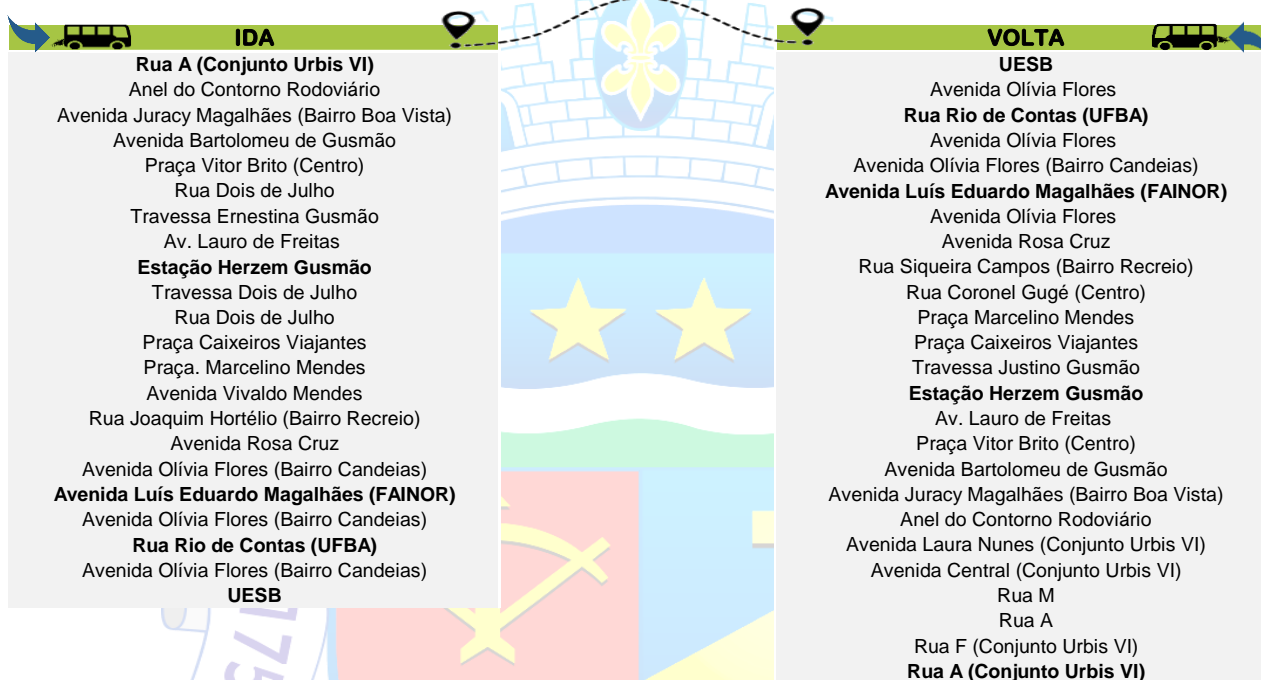 IDA
Rua A (Conjunto Urbis VI)
Anel do Contorno Rodoviário
Avenida Juracy Magalhães (Bairro Boa Vista)
Avenida Bartolomeu de Gusmão
Praça Vitor Brito (Centro)
Rua Dois de Julho
Travessa Ernestina Gusmão
Av. Lauro de Freitas
Estação Herzem Gusmão
Travessa Dois de Julho
Rua Dois de Julho
Praça Caixeiros Viajantes
Praça. Marcelino Mendes
Avenida Vivaldo Mendes
Rua Joaquim Hortélio (Bairro Recreio)
Avenida Rosa Cruz
Avenida Olívia Flores (Bairro Candeias)
Avenida Luís Eduardo Magalhães (FAINOR)
Avenida Olívia Flores (Bairro Candeias)
Rua Rio de Contas (UFBA)
Avenida Olívia Flores (Bairro Candeias)
UESB
VOLTA
UESB
Avenida Olívia Flores
Rua Rio de Contas (UFBA)
Avenida Olívia Flores
Avenida Olívia Flores (Bairro Candeias)
Avenida Luís Eduardo Magalhães (FAINOR)
Avenida Olívia Flores
Avenida Rosa Cruz
Rua Siqueira Campos (Bairro Recreio)
Rua Coronel Gugé (Centro)
Praça Marcelino Mendes
Praça Caixeiros Viajantes
Travessa Justino Gusmão
Estação Herzem Gusmão
Av. Lauro de Freitas
Praça Vitor Brito (Centro)
Avenida Bartolomeu de Gusmão
Avenida Juracy Magalhães (Bairro Boa Vista)
Anel do Contorno Rodoviário
Avenida Laura Nunes (Conjunto Urbis VI)
Avenida Central (Conjunto Urbis VI)
Rua M
Rua A
Rua F (Conjunto Urbis VI)
Rua A (Conjunto Urbis VI)